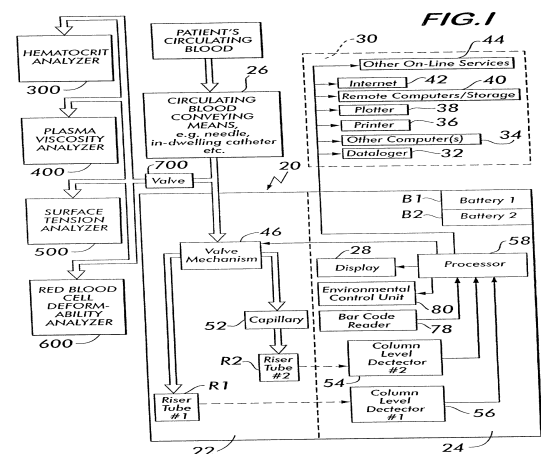 FIG.1
PATIENT'S
CIRCULATING
BLOOD
26
CIRCULATING
BLOOD
CONVEYING
MEANS,
e.g. needle,
in-dwelling catheter
etc.
HEMATOCRIT
ANALYZER
300
PLASMA
VISCOSITY
ANALYZER
400
700
Valve
SURFACE
TENSION
ANALYZER
500
RED BLOOD
CELL
DEFORM-
ABILITY
ANALYZER
600
30
44
Other On-Line Services
Internet
42
40
Remote Computers/Storage
Plotter
38
Printer
36
Other Computer(s)
34
Dataloger
32
20
B1
Battery 1
B2
Battery 2
46
Valve
Mechanism
28
Display
58
Processor
Environmental
Control Unit
80
Bar Code
Reader
78
52
Capillary
R2
Riser
Tube
#2
Column
Level
Dectector
#2
54
R1
Riser
Tube
#1
Column
Level
Dectector
#1
56
22
24